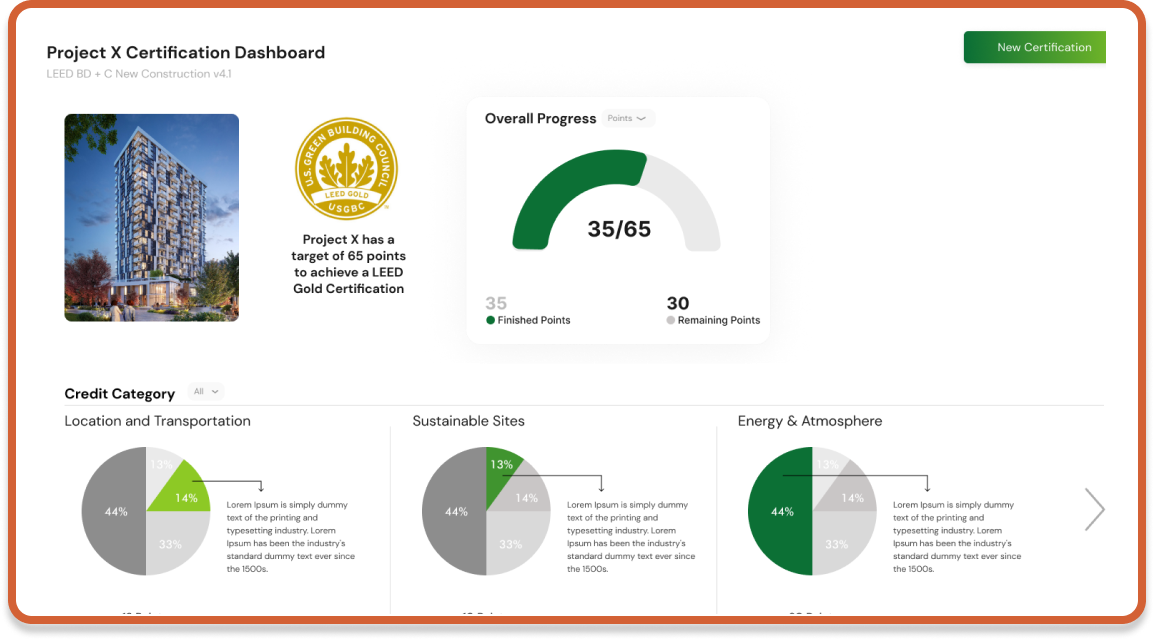 Project X Certification Dashboard
LEED BD + C New Construction v4.1
New Certification
U.S. GREEN BUILDING COUNCIL
LEED GOLD
USGBC
Project X has a
target of 65 points
to achieve a LEED
Gold Certification
Overall Progress
Points
35/65
35
Finished Points
30
Remaining Points
Credit Category
All
Location and Transportation
13%
14%
44%
33%
Lorem Ipsum is simply dummy
text of the printing and
typesetting industry. Lorem
Ipsum has been the industry's
standard dummy text ever since
the 1500s.
Sustainable Sites
13%
14%
44%
33%
Lorem Ipsum is simply dummy
text of the printing and
typesetting industry. Lorem
Ipsum has been the industry's
standard dummy text ever since
the 1500s.
Energy & Atmosphere
13%
14%
44%
33%
Lorem Ipsum is simply dummy
text of the printing and
typesetting industry. Lorem
Ipsum has been the industry's
standard dummy text ever since
the 1500s.